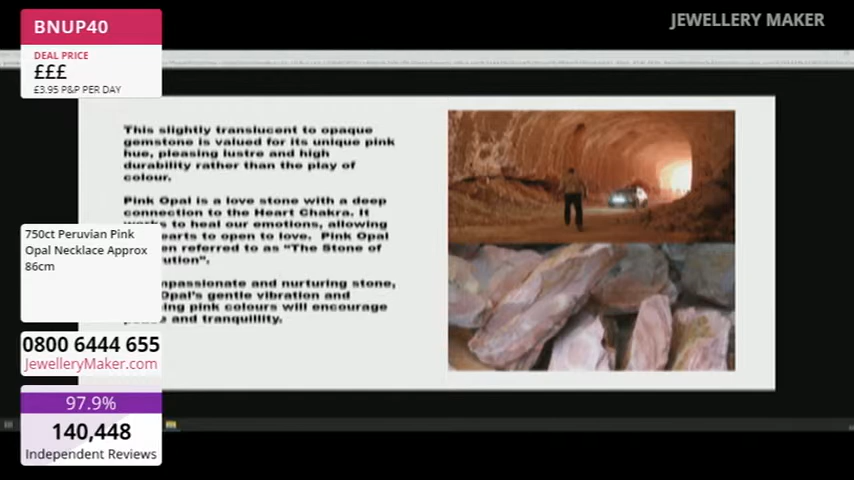 BNUP40
DEAL PRICE
£££
£3.95 P&P PER DAY
JEWELLERY MAKER
This slightly translucent to opaque
gemstone is valued for its unique pink
hue, pleasing lustre and high
durability rather than the play of
colour.
Pink Opal is a love stone with a deep
connection to the Heart Chakra. It
to heal our emotions, allowing
to open to love. Pink Opal
referred to as "The Stone of
and nurturing stone,
gentle vibration and
pink colours will encourage
and tranquillity.
750ct Peruvian Pink
Opal Necklace Approx
86cm
0800 6444 655
JewelleryMaker.com
97.9%
140,448
Independent Reviews